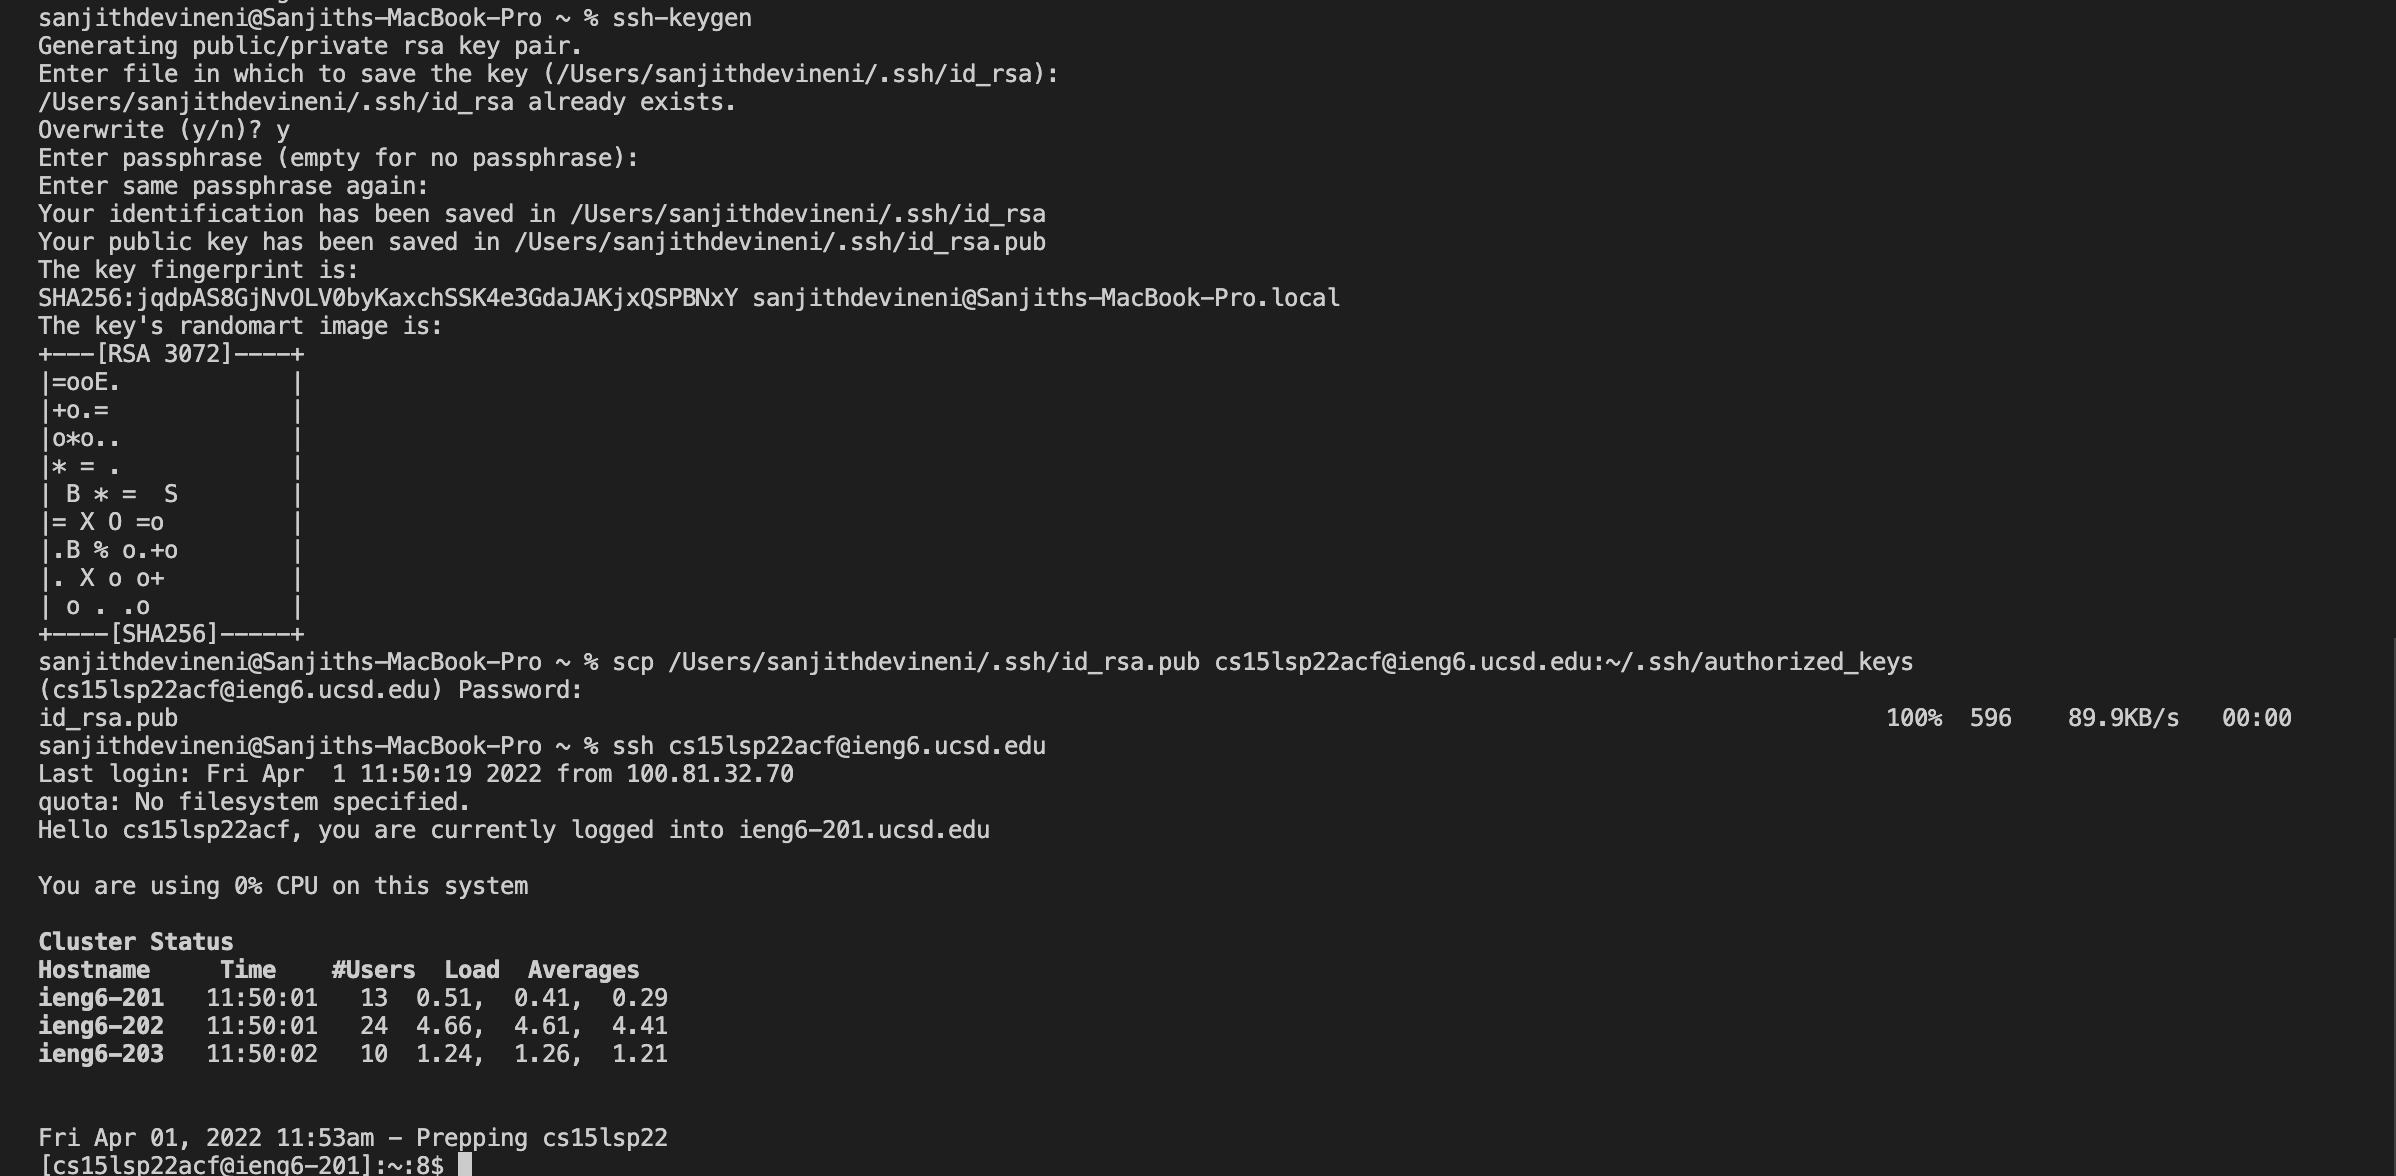 sanjithdevineni@Sanjiths-MacBook-Pro ~ % ssh-keygen
Generating public/private rsa key pair.
Enter file in which to save the key (/Users/sanjithdevineni/.ssh/id_rsa):
/Users/sanjithdevineni/.ssh/id_rsa already exists.
Overwrite (y/n)? y
Enter passphrase (empty for no passphrase):
Enter same passphrase again:
Your identification has been saved in /Users/sanjithdevineni/.ssh/id_rsa
Your public key has been saved in /Users/sanjithdevineni/.ssh/id_rsa.pub
The key fingerprint is:
SHA256:jqdpAS8GjNvOLV0byKaxchSSK4e3GdaJAKjxQSPBNxY sanjithdevineni@Sanjiths-MacBook-Pro.local
The key's randomart image is:
+---[RSA 3072]----+
|=ooE.            |
|+o.=             |
|o*o..            |
|* = .            |
| B * =  S        |
|= X O =o         |
|.B % o.+o        |
|. X o o+         |
| o . .o          |
+----[SHA256]-----+
sanjithdevineni@Sanjiths-MacBook-Pro ~ % scp /Users/sanjithdevineni/.ssh/id_rsa.pub cs15lsp22acf@ieng6.ucsd.edu:~/.ssh/authorized_keys
(cs15lsp22acf@ieng6.ucsd.edu) Password:
id_rsa.pub 100% 596 89.9KB/s 00:00
sanjithdevineni@Sanjiths-MacBook-Pro ~ % ssh cs15lsp22acf@ieng6.ucsd.edu
Last login: Fri Apr  1 11:50:19 2022 from 100.81.32.70
quota: No filesystem specified.
Hello cs15lsp22acf, you are currently logged into ieng6-201.ucsd.edu
You are using 0% CPU on this system
Cluster Status
Hostname     Time    #Users  Load  Averages
ieng6-201   11:50:01   13  0.51,  0.41,  0.29
ieng6-202   11:50:01   24  4.66,  4.61,  4.41
ieng6-203   11:50:02   10  1.24,  1.26,  1.21
Fri Apr 01, 2022 11:53am - Prepping cs15lsp22
[cs15lsp22acf@ieng6-201]:~:8$